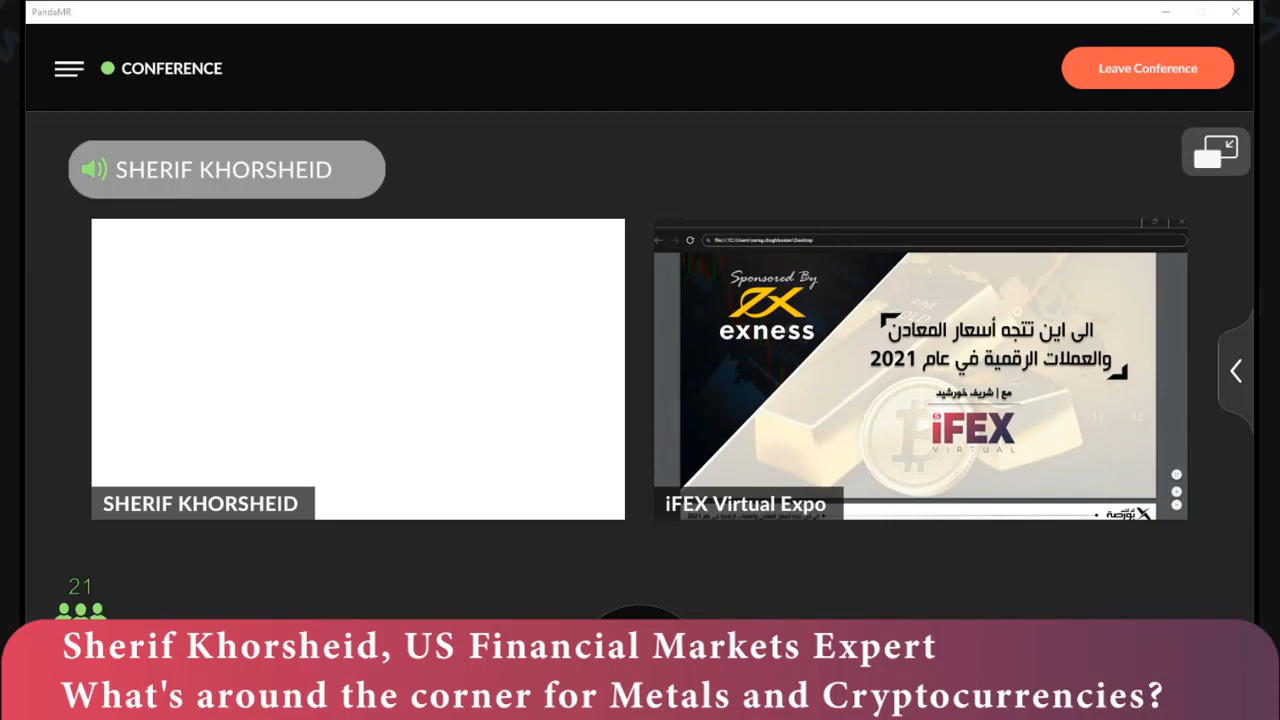 PandaMR
CONFERENCE
Leave Conference
SHERIF KHORSHEID
Sponsored By
exness
الى اين تتجه أسعار المعادن
والعملات الرقمية في عام 2021
مع | شريف خورشيد
iFEX
VIRTUAL
SHERIF KHORSHEID
iFEX Virtual Expo
21
Sherif Khorsheid, US Financial Markets Expert
What's around the corner for Metals and Cryptocurrencies?